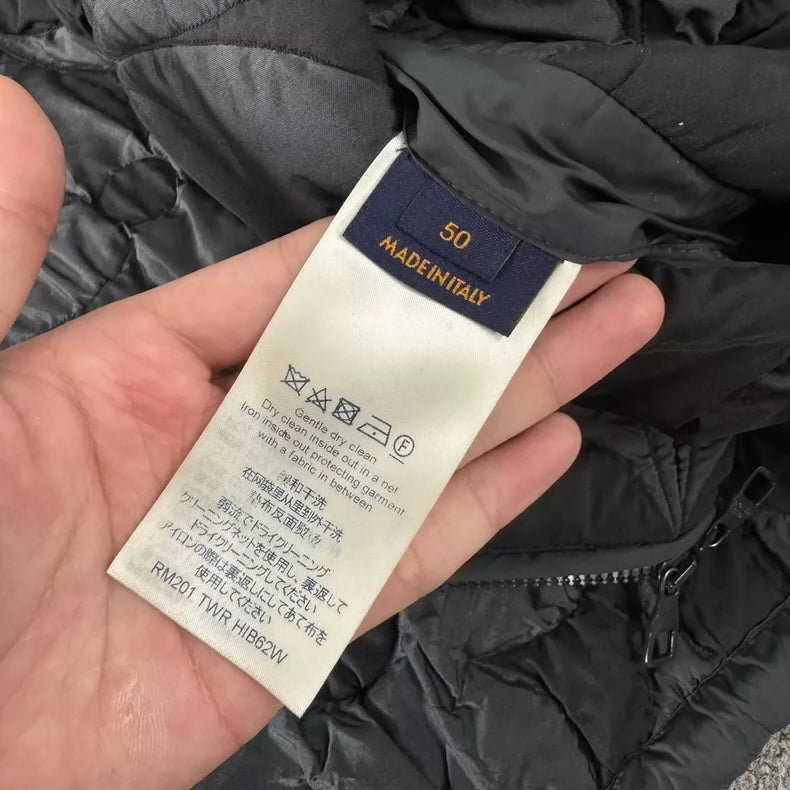 50
MADE IN ITALY
F
Gentle dry clean
Dry clean inside out in a net
Iron inside out protecting garment
with a fabric in between
缓和干洗
在网袋里从里到外干洗
垫布反面熨烫
弱流でドライクリーニング
クリーニングネットを使用し、裏返して
ドライクリーニングしてください
アイロンの際は裏返しにしてあて布を
使用してください
RM201 TWR HIB62W